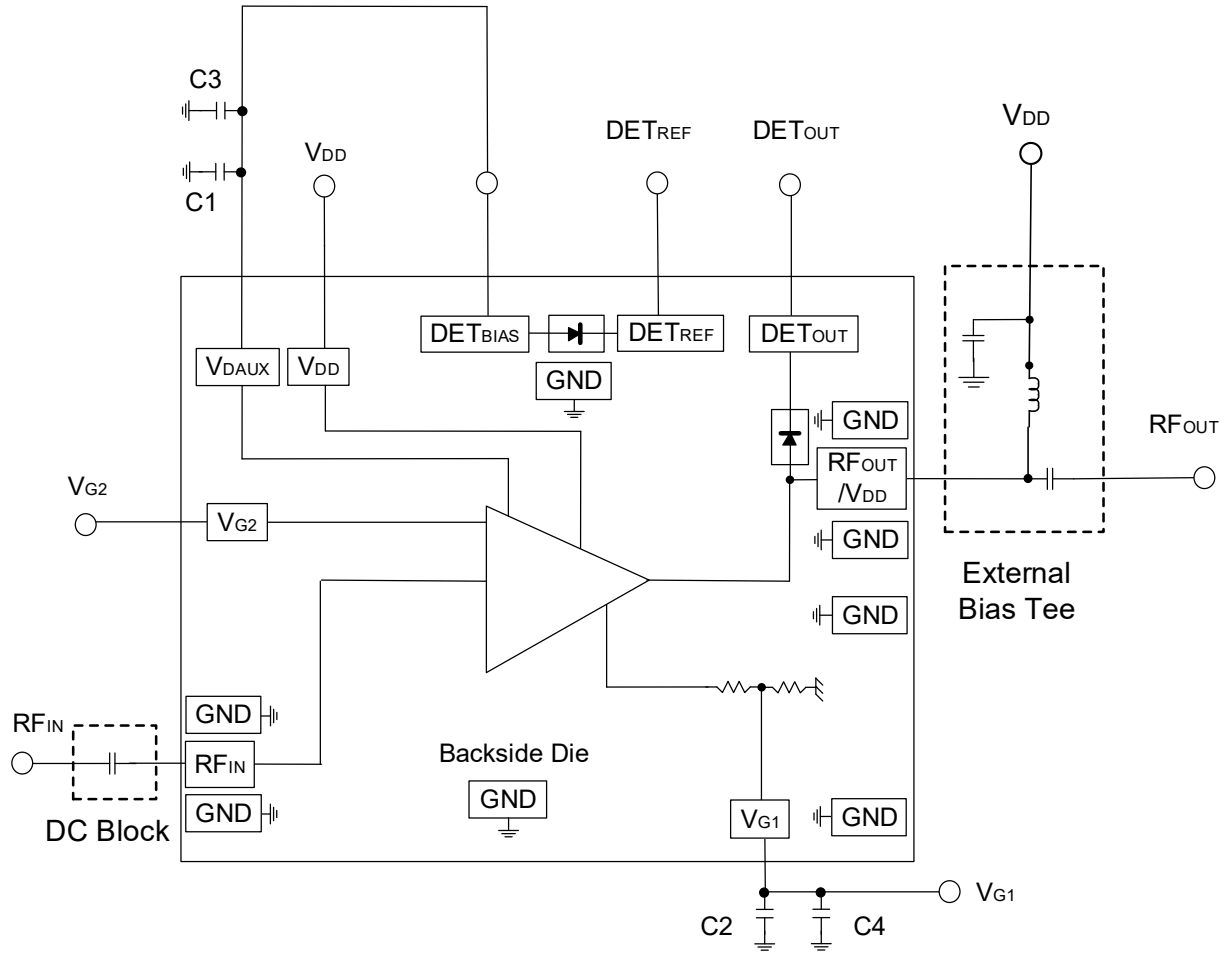 C3
C1
VDD
DETREF
DETOUT
VDD
DETBIAS
DETREF
DETOUT
VDAUX
VDD
GND
GND
RFOUT
/VDD
RFOUT
VG2
VG2
GND
External
Bias Tee
GND
GND
RFIN
RFIN
GND
DC Block
Backside Die
GND
VG1
GND
VG1
C2
C4